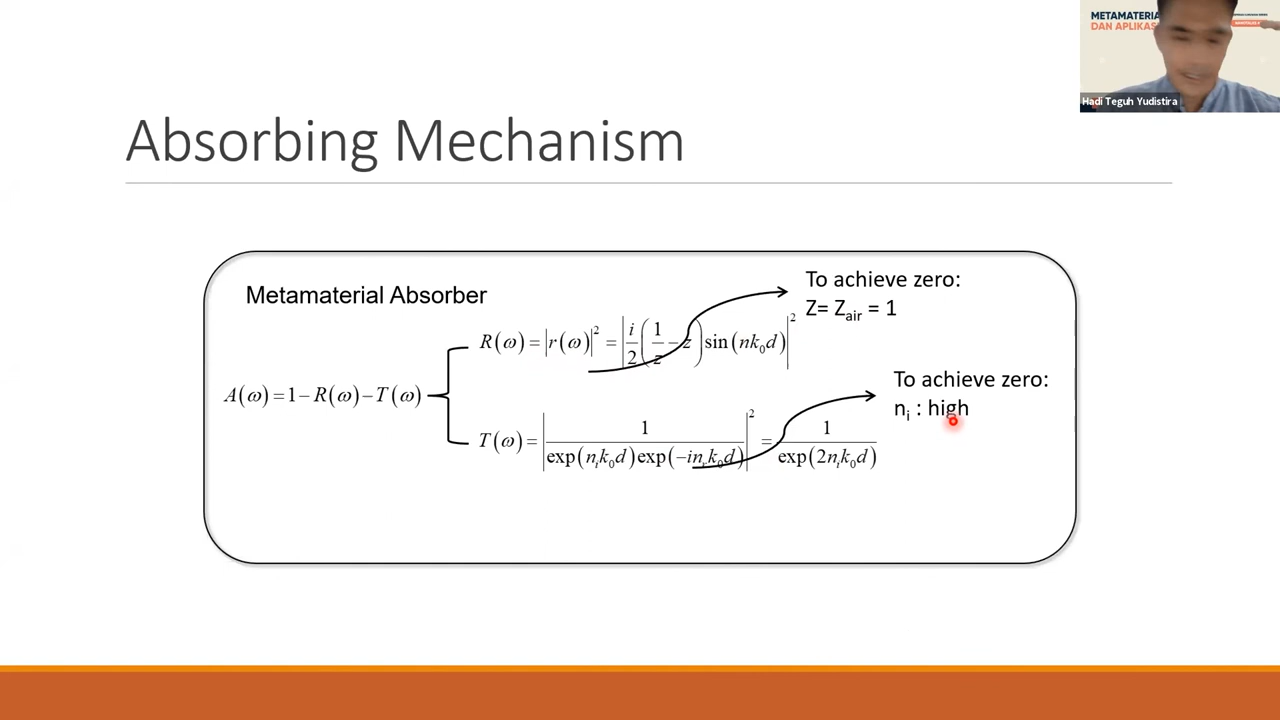 METAMATERIA
DAN APLIKAS
Hadi Teguh Yudistira
Absorbing Mechanism
Metamaterial Absorber
To achieve zero:
Z= Z_air = 1
R(ω) = |r(ω)|² = |i/2 (1/z − z) sin(nk₀d)|²
A(ω) = 1 − R(ω) − T(ω)
To achieve zero:
n_i : high
T(ω) = |1 / exp(n_i k₀d) exp(−in_r k₀d)|² = 1 / exp(2n_i k₀d)